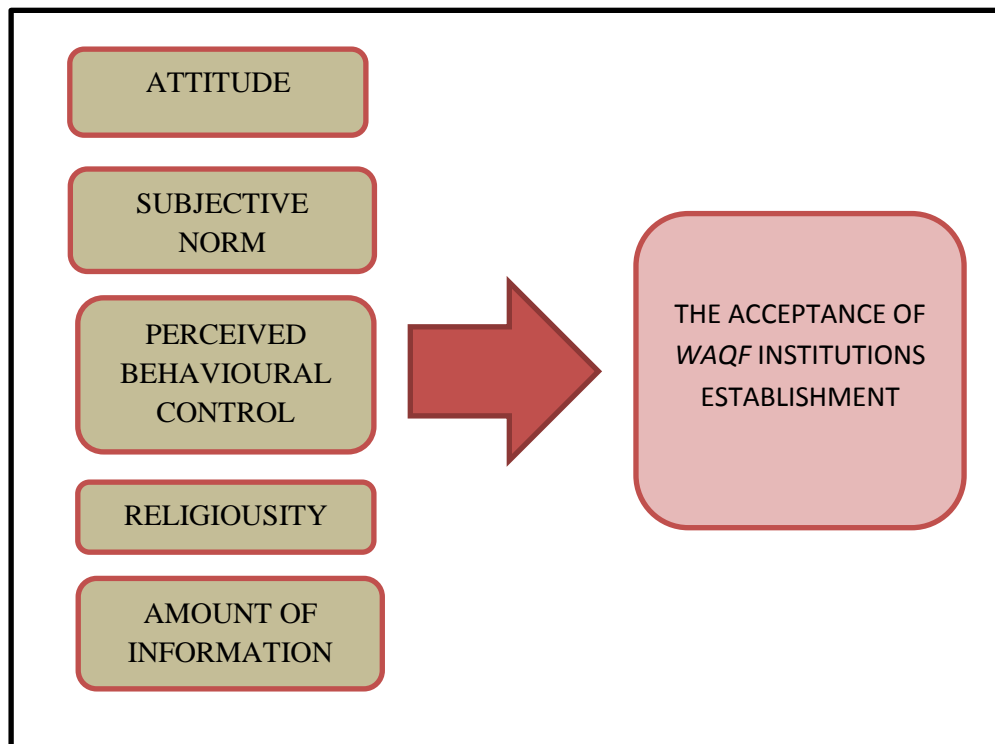 ATTITUDE
SUBJECTIVE
NORM
PERCEIVED
BEHAVIOURAL
CONTROL
RELIGIOUSITY
AMOUNT OF
INFORMATION
THE ACCEPTANCE OF
WAQF INSTITUTIONS
ESTABLISHMENT